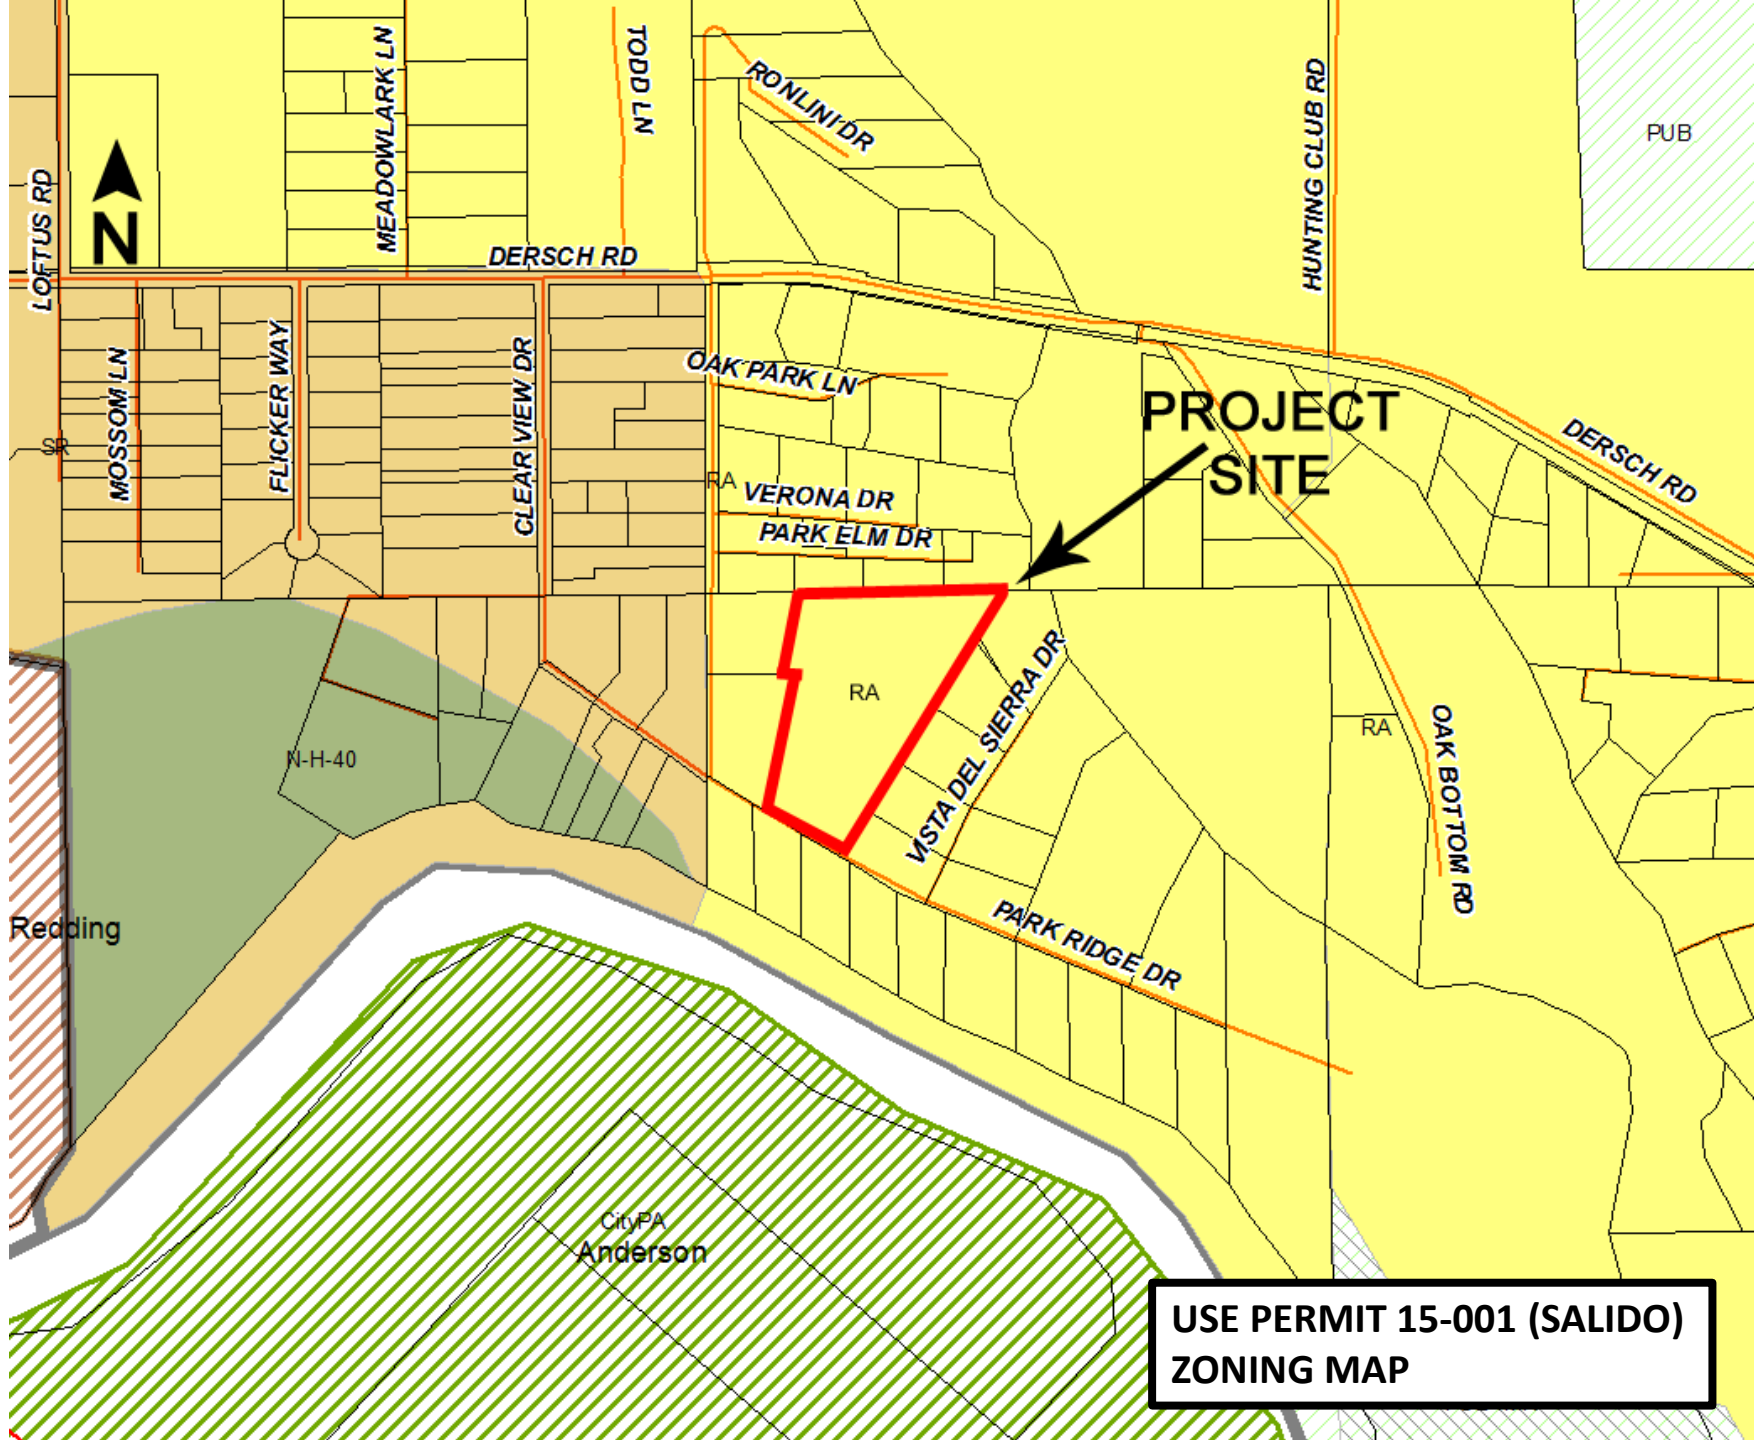 TODD LN
MEADOWLARK LN
RONLINI DR
HUNTING CLUB RD
PUB
LOFTUS RD
N
DERSCH RD
MOSSOM LN
FLICKER WAY
CLEAR VIEW DR
OAK PARK LN
PROJECT
SITE
DERSCH RD
SR
RA
VERONA DR
PARK ELM DR
RA
VISTA DEL SIERRA DR
RA
OAK BOTTOM RD
N-H-40
Redding
PARK RIDGE DR
CityPA
Anderson
USE PERMIT 15-001 (SALIDO)
ZONING MAP